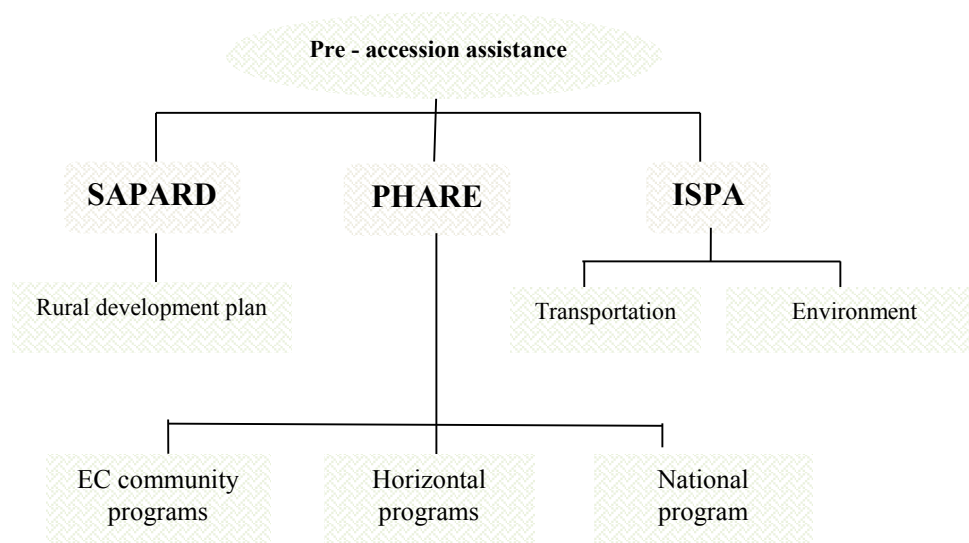 Pre - accession assistance
SAPARD
PHARE
ISPA
Rural development plan
Transportation
Environment
EC community
programs
Horizontal
programs
National
program